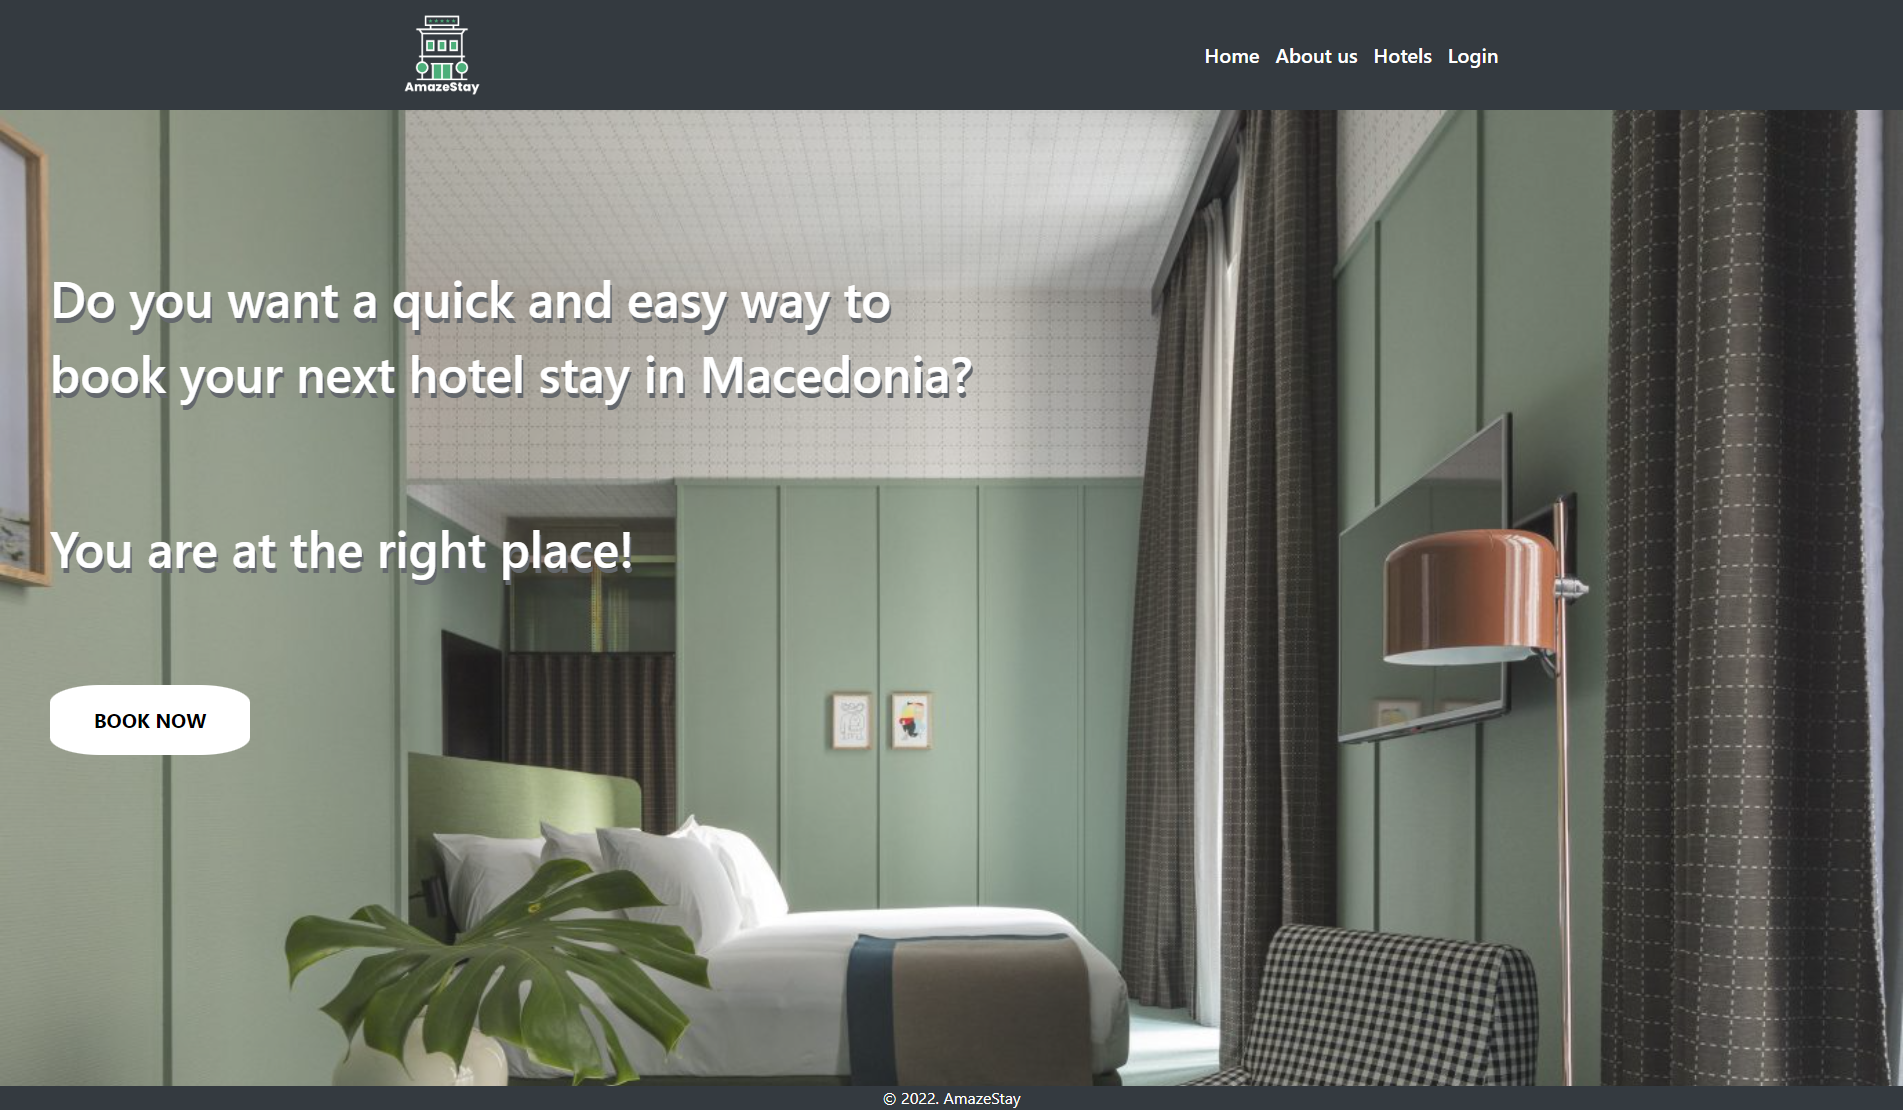 AmazeStay
Home About us Hotels Login
Do you want a quick and easy way to
book your next hotel stay in Macedonia?
You are at the right place!
BOOK NOW
© 2022. AmazeStay